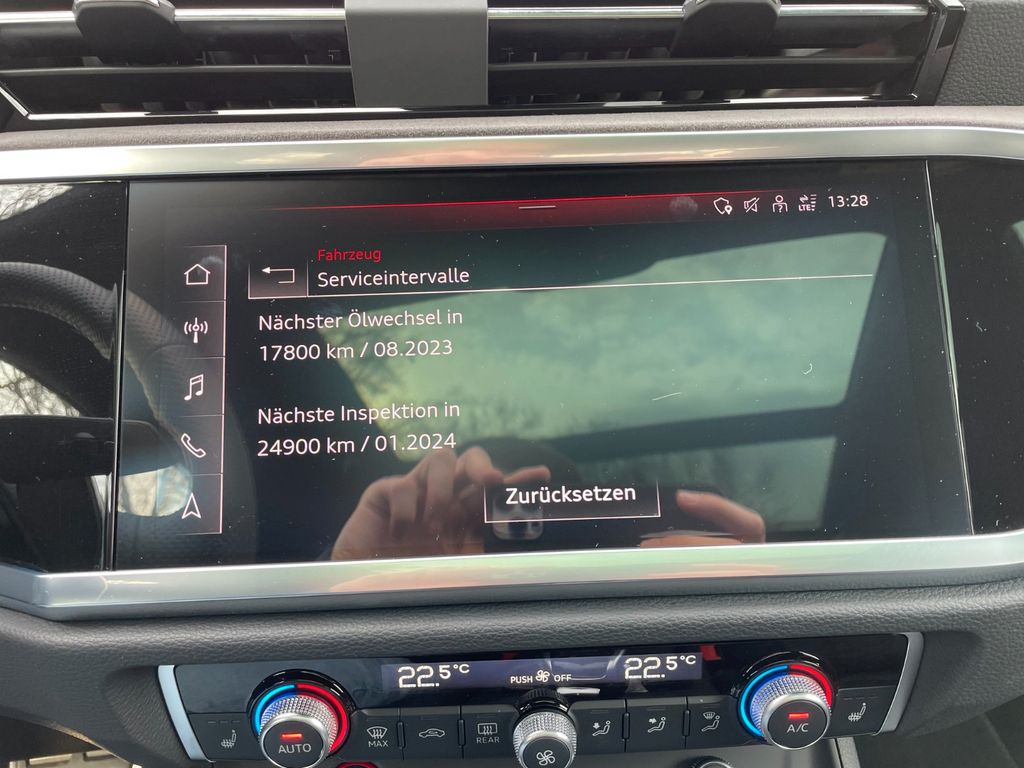 LTE 13:28
Fahrzeug
Serviceintervalle
Nächster Ölwechsel in
17800 km / 08.2023
Nächste Inspektion in
24900 km / 01.2024
Zurücksetzen
22.5°C PUSH OFF 22.5°C
AUTO MAX REAR A/C